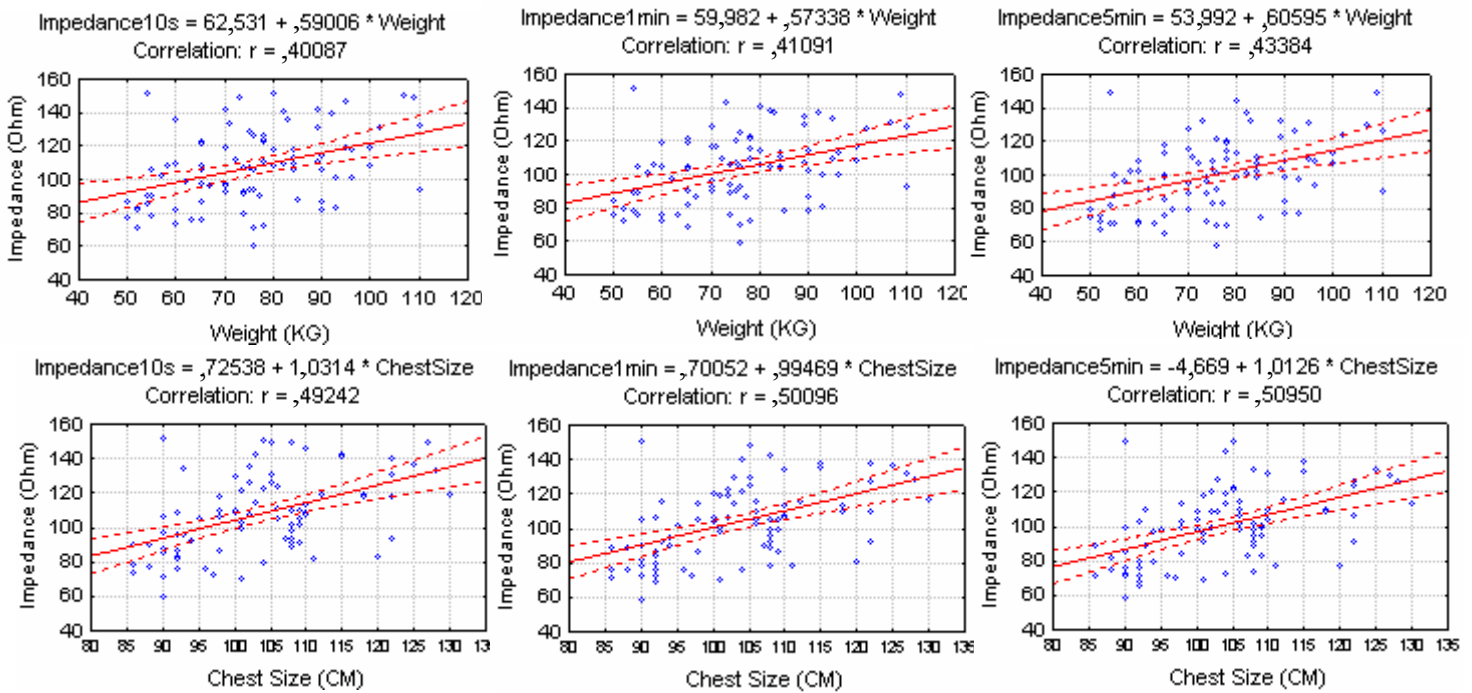 Impedance10s = 62,531 + ,59006 * Weight
Correlation: r = ,40087
160
140
120
100
80
60
40
Impedance (Ohm)
40 50 60 70 80 90 100 110 120
Weight (KG)
Impedance1min = 59,982 + ,57338 * Weight
Correlation: r = ,41091
160
140
120
100
80
60
40
Impedance (Ohm)
40 50 60 70 80 90 100 110 120
Weight (KG)
Impedance5min = 53,992 + ,60595 * Weight
Correlation: r = ,43384
160
140
120
100
80
60
40
Impedance (Ohm)
40 50 60 70 80 90 100 110 120
Weight (KG)
Impedance10s = ,72538 + 1,0314 * ChestSize
Correlation: r = ,49242
160
140
120
100
80
60
40
Impedance (Ohm)
80 85 90 95 100 105 110 115 120 125 130 13
Chest Size (CM)
Impedance1min = ,70052 + ,99469 * ChestSize
Correlation: r = ,50096
160
140
120
100
80
60
40
Impedance (Ohm)
80 85 90 95 100 105 110 115 120 125 130 135
Chest Size (CM)
Impedance5min = -4,669 + 1,0126 * ChestSize
Correlation: r = ,50950
160
140
120
100
80
60
40
Impedance (Ohm)
80 85 90 95 100 105 110 115 120 125 130 135
Chest Size (CM)